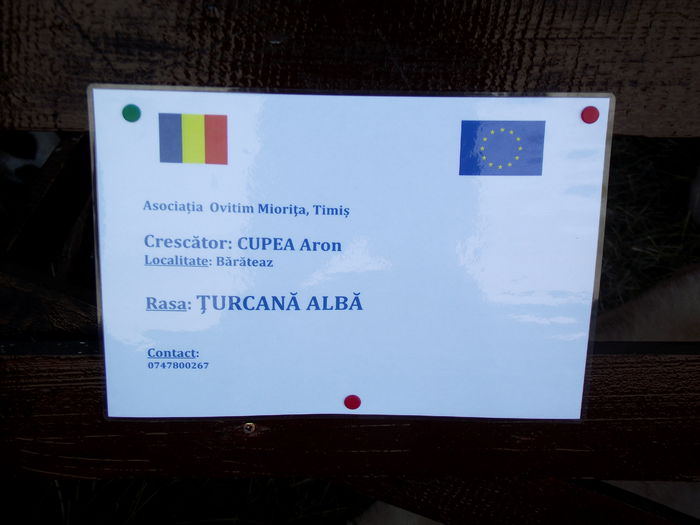 Asociația Ovitim Miorița, Timiș
Crescător: CUPEA Aron
Localitate: Bărăteaz
Rasa: ŢURCANĂ ALBĂ
Contact:
0747800267